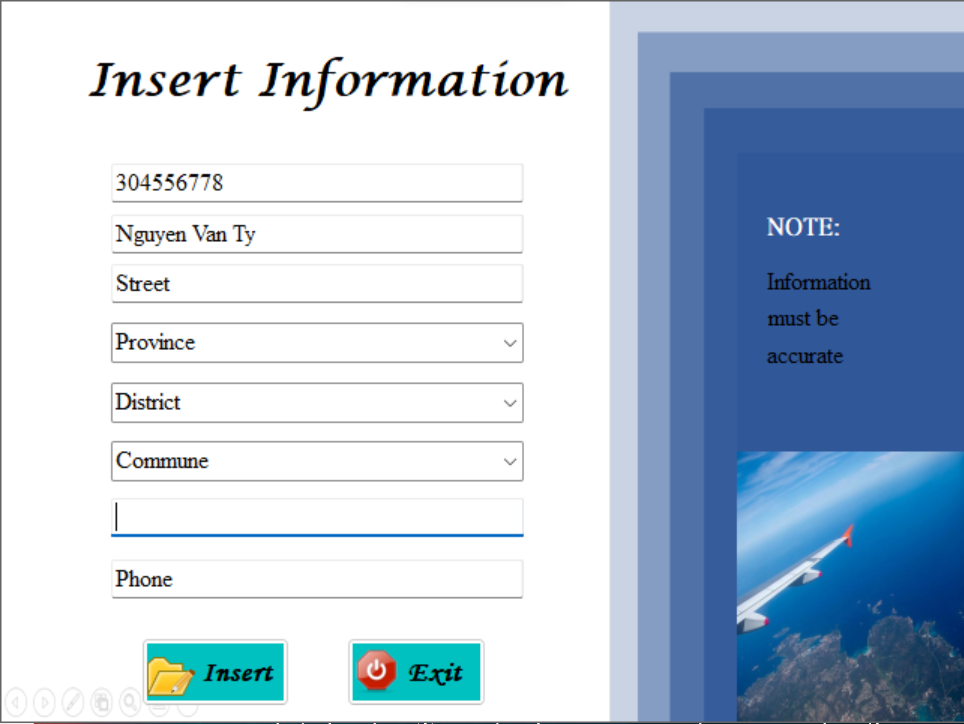 Insert Information
304556778
Nguyen Van Ty
Street
Province
District
Commune
Phone
Insert
Exit
NOTE:
Information
must be
accurate